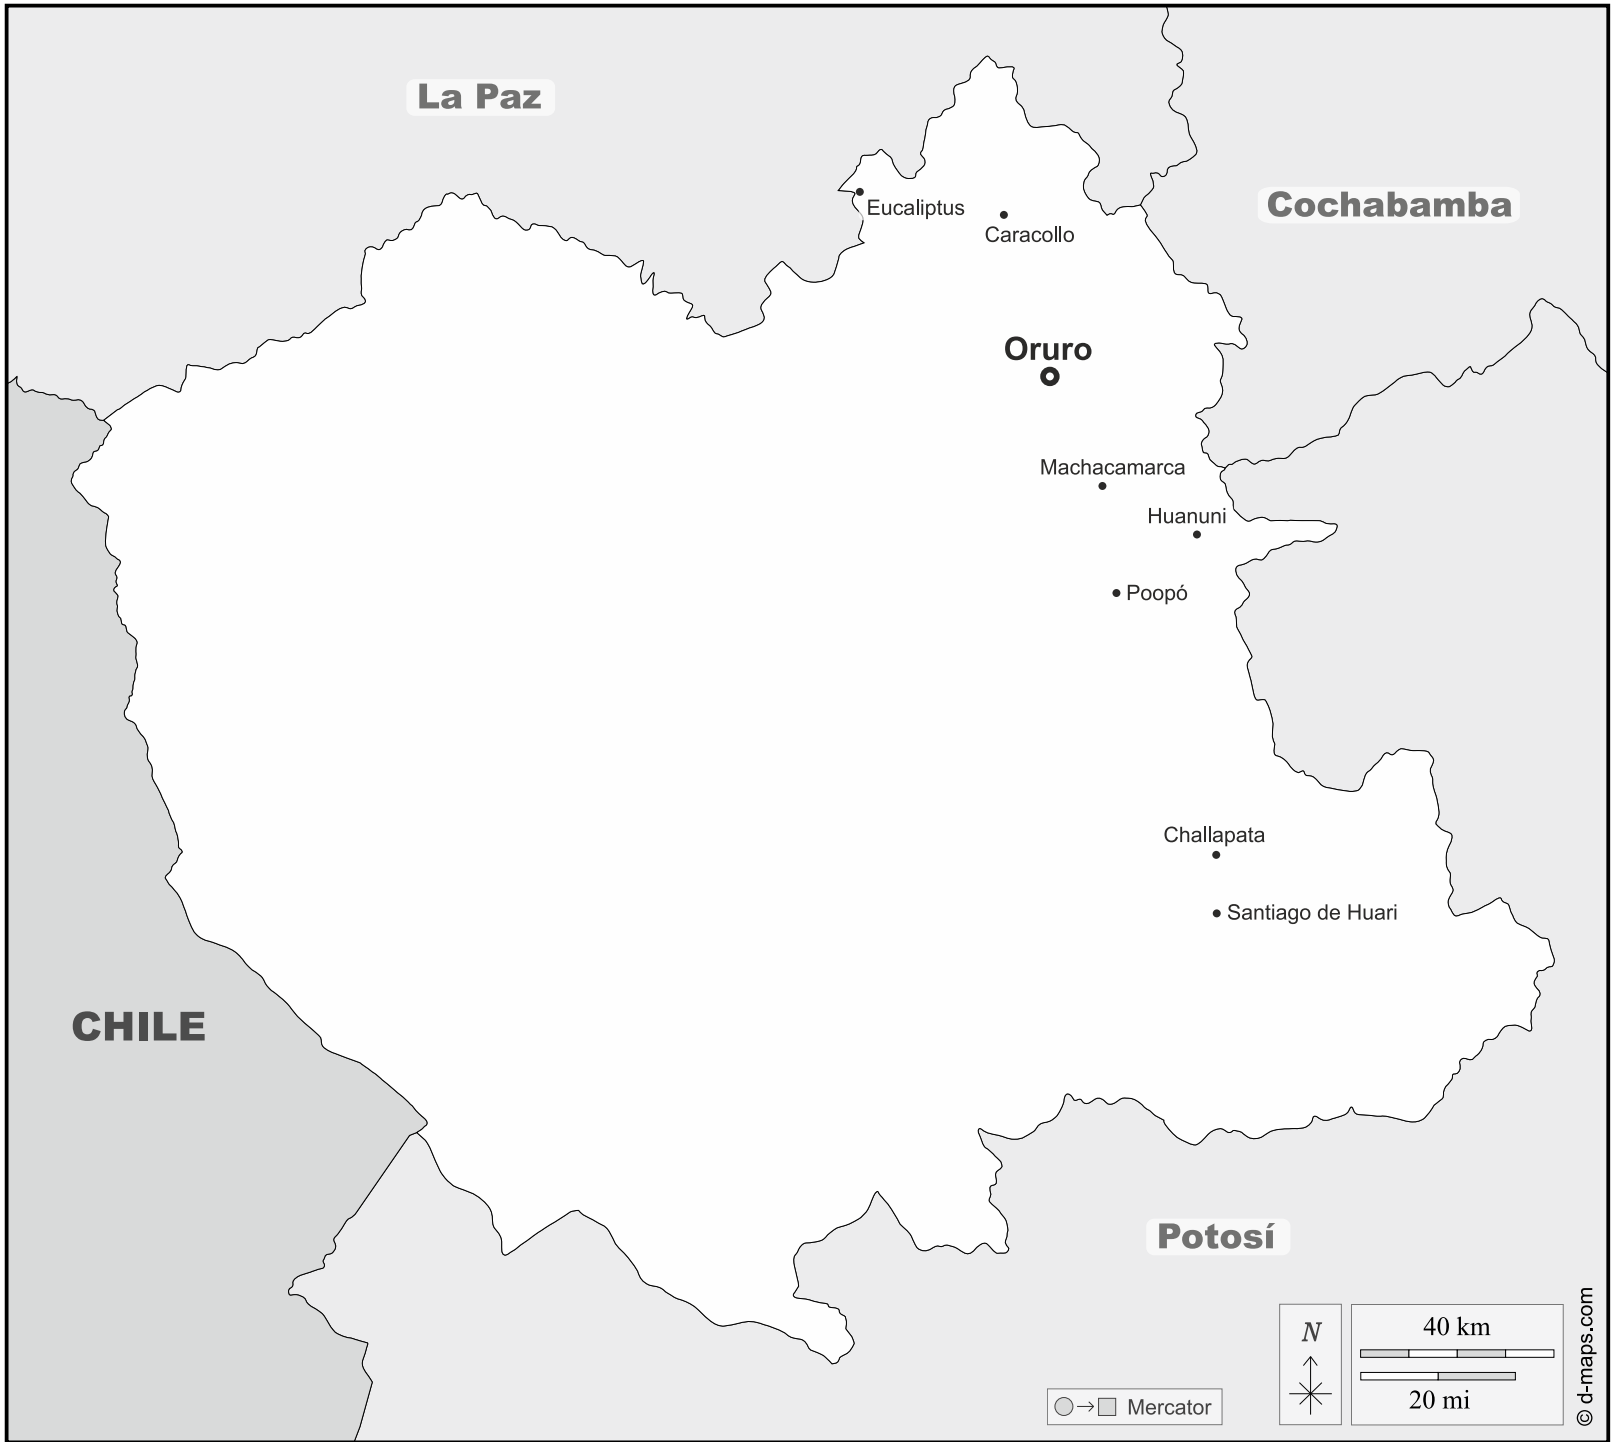 La Paz
Cochabamba
Eucaliptus
Caracollo
Oruro
Machacamarca
Huanuni
Poopó
Challapata
Santiago de Huari
CHILE
Potosí
N
40 km
20 mi
Mercator
© d-maps.com